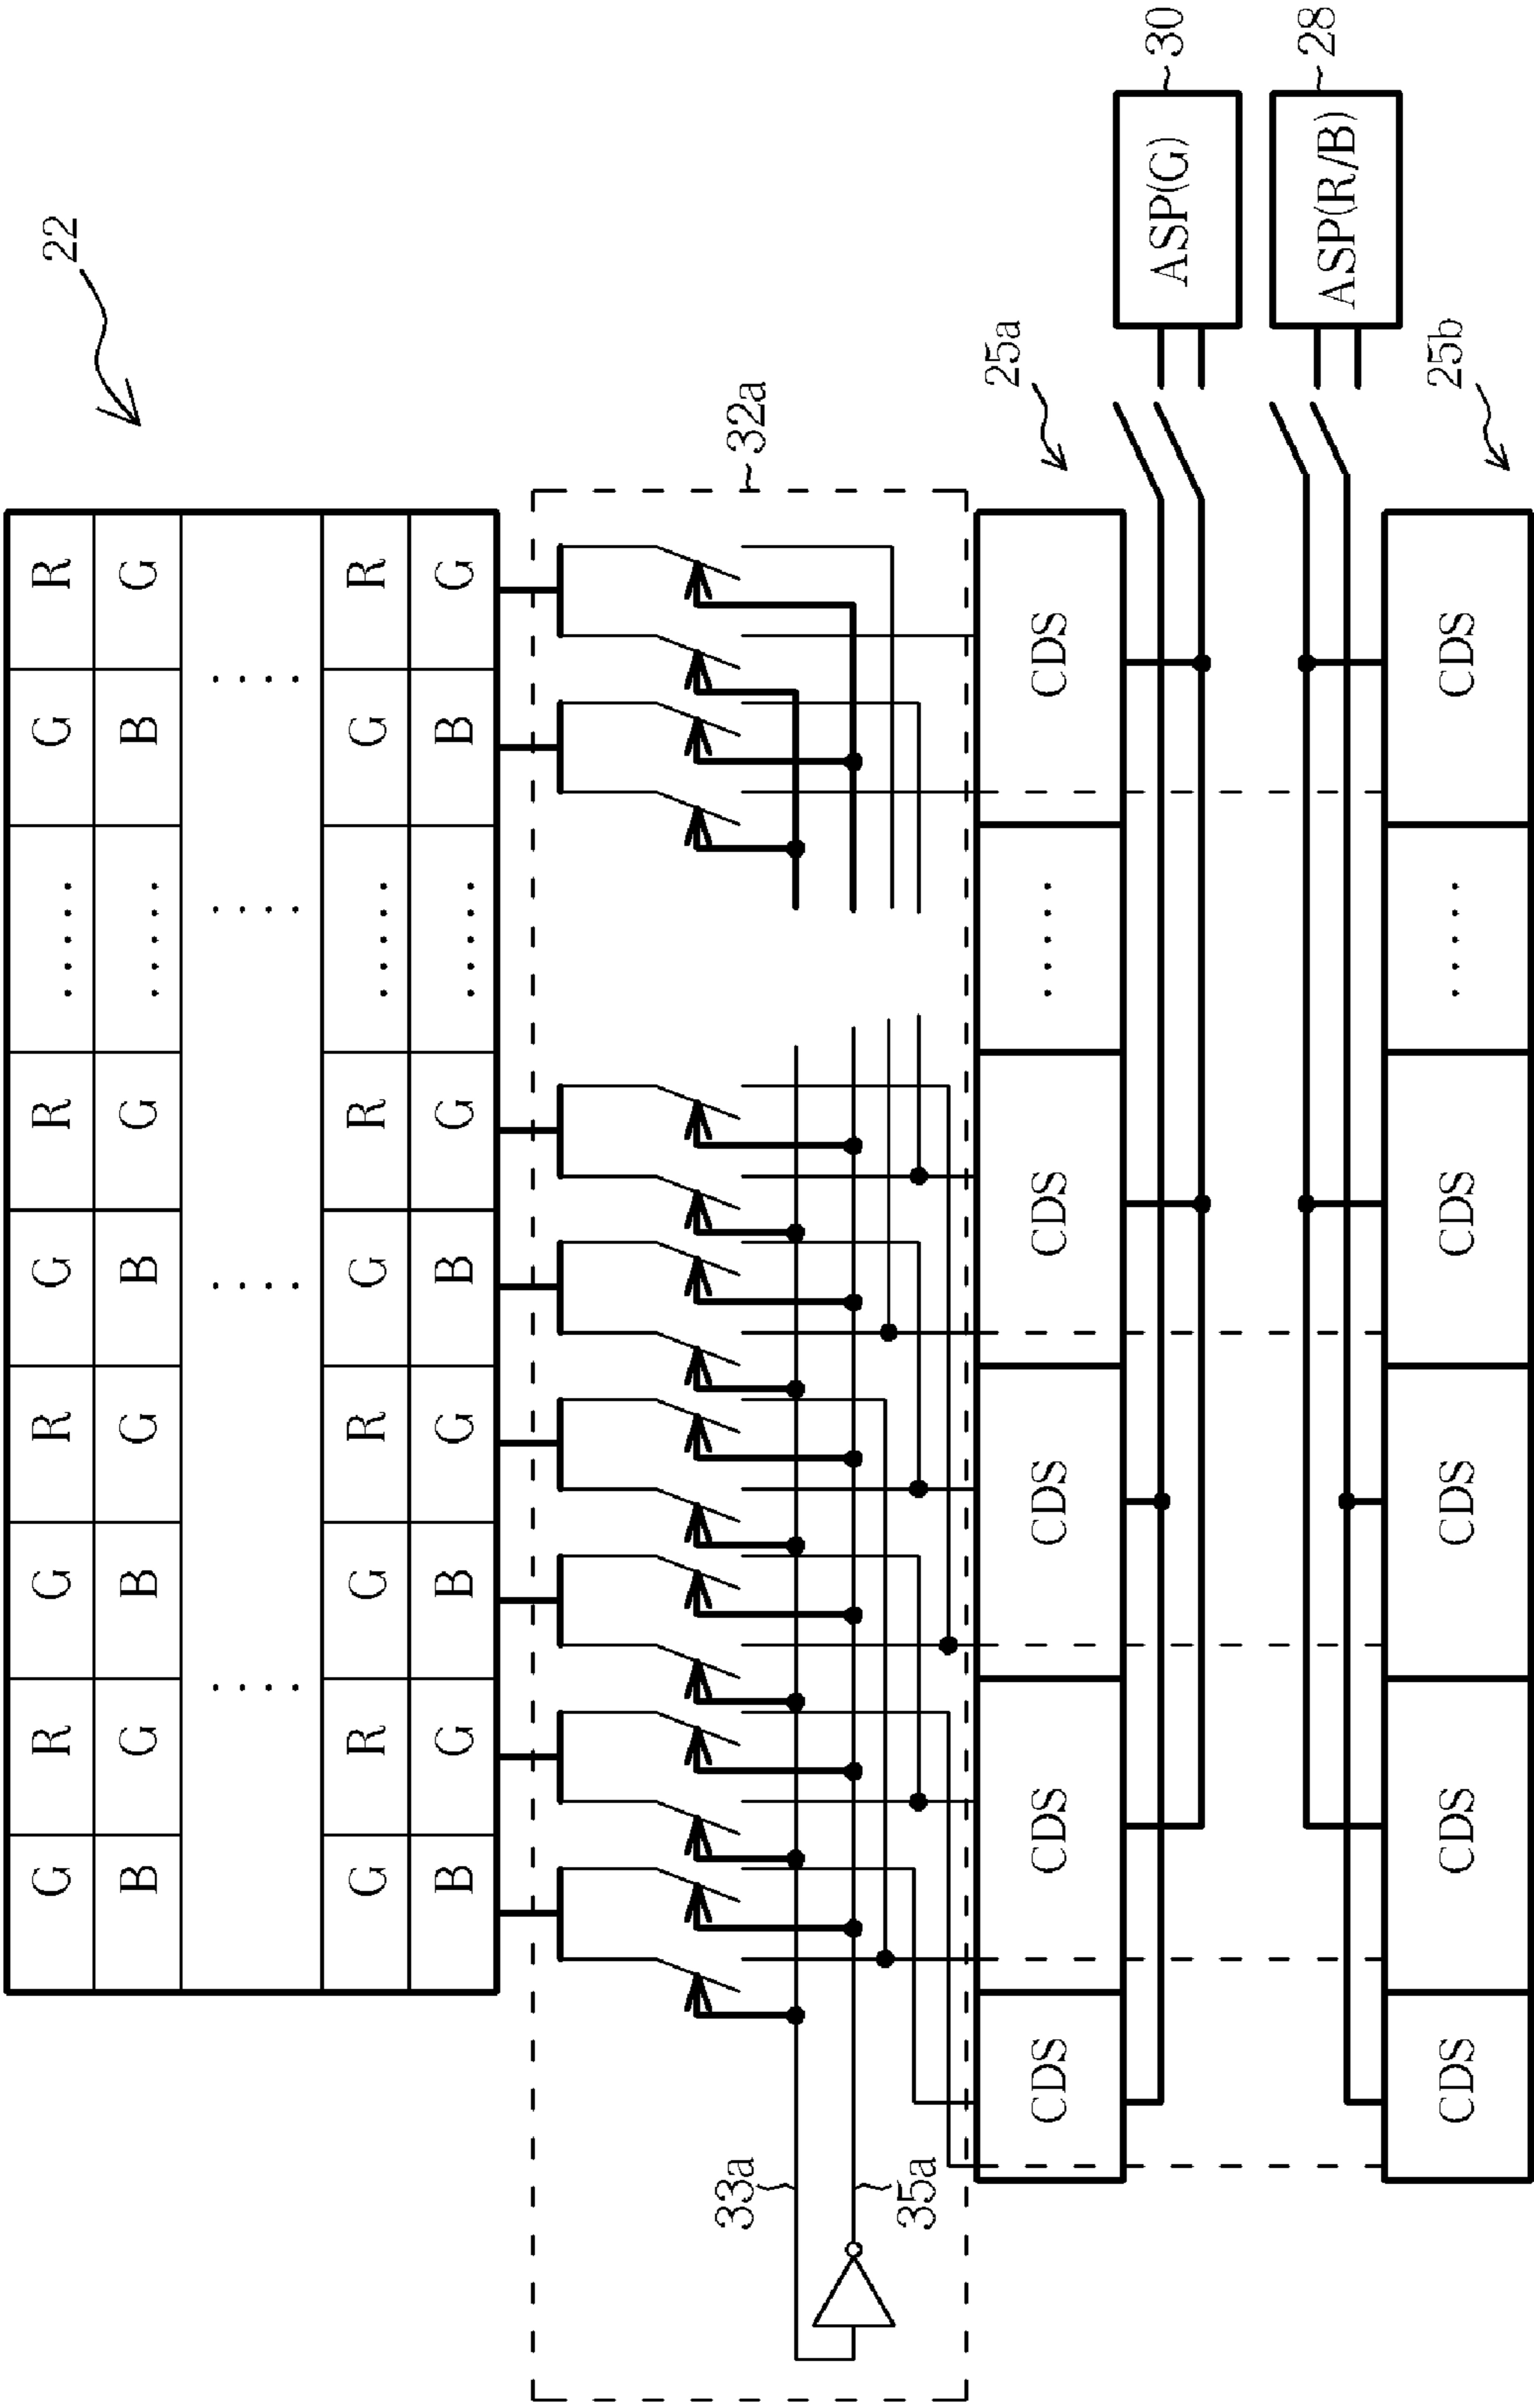 G R G R G R ..... G R 22
B G B G B G ..... B G
.... .... .... ....
G R G R G R ..... G R
B G B G B G ..... B G
33a
32a
35a
25a
CDS CDS CDS CDS ..... CDS
ASP(G) 30
ASP(R/B) 28
25b
CDS CDS CDS CDS ..... CDS